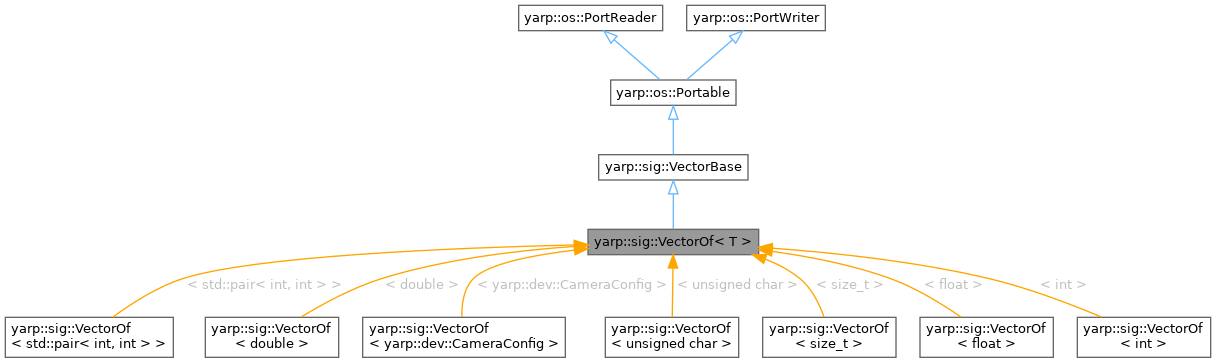 yarp::os::PortReader
yarp::os::PortWriter
yarp::os::Portable
yarp::sig::VectorBase
yarp::sig::VectorOf< T >
< std::pair< int, int > >
< double >
< yarp::dev::CameraConfig >
< unsigned char >
< size_t >
< float >
< int >
yarp::sig::VectorOf
< std::pair< int, int > >
yarp::sig::VectorOf
< double >
yarp::sig::VectorOf
< yarp::dev::CameraConfig >
yarp::sig::VectorOf
< unsigned char >
yarp::sig::VectorOf
< size_t >
yarp::sig::VectorOf
< float >
yarp::sig::VectorOf
< int >